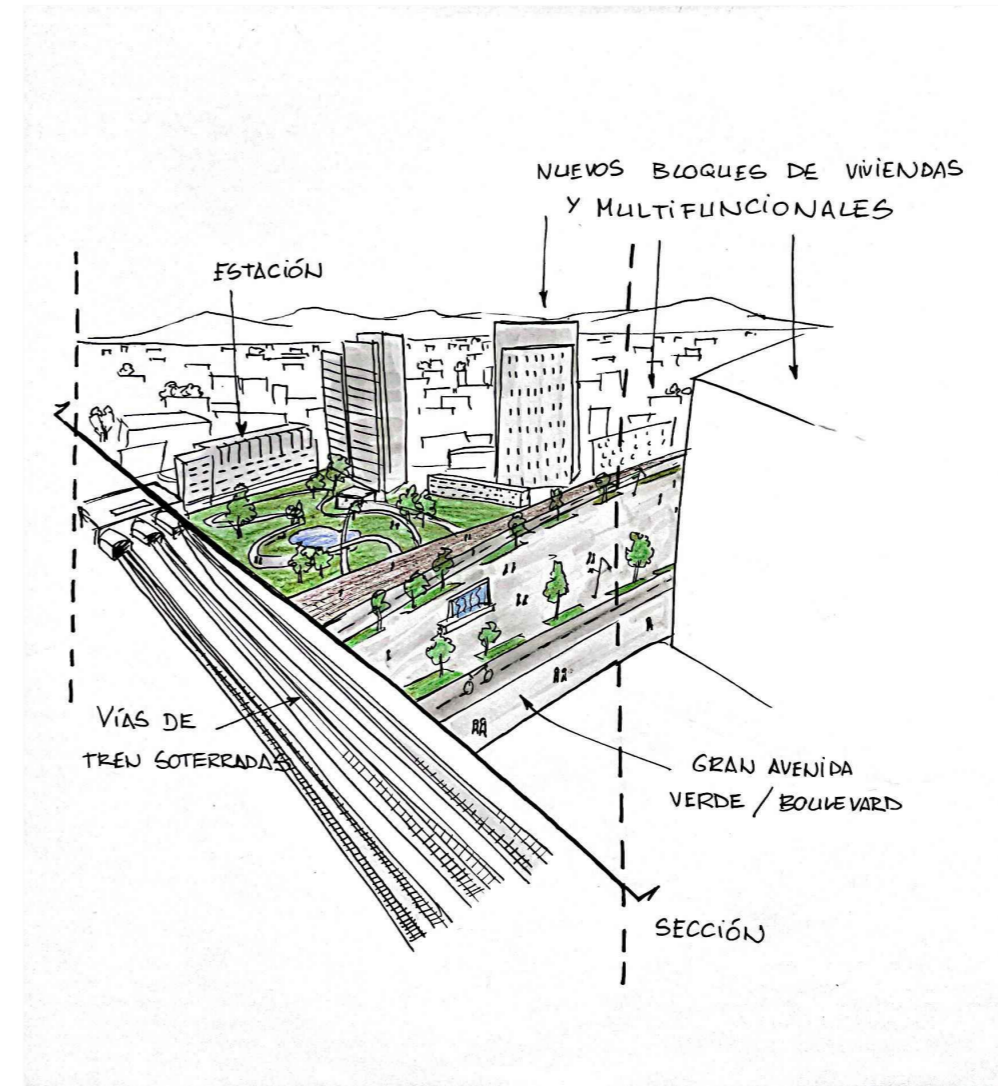 NUEVOS BLOQUES DE VIVIENDAS
Y MULTIFUNCIONALES
ESTACIÓN
VÍAS DE
TREN SOTERRADAS
GRAN AVENIDA
VERDE / BOULEVARD
SECCIÓN